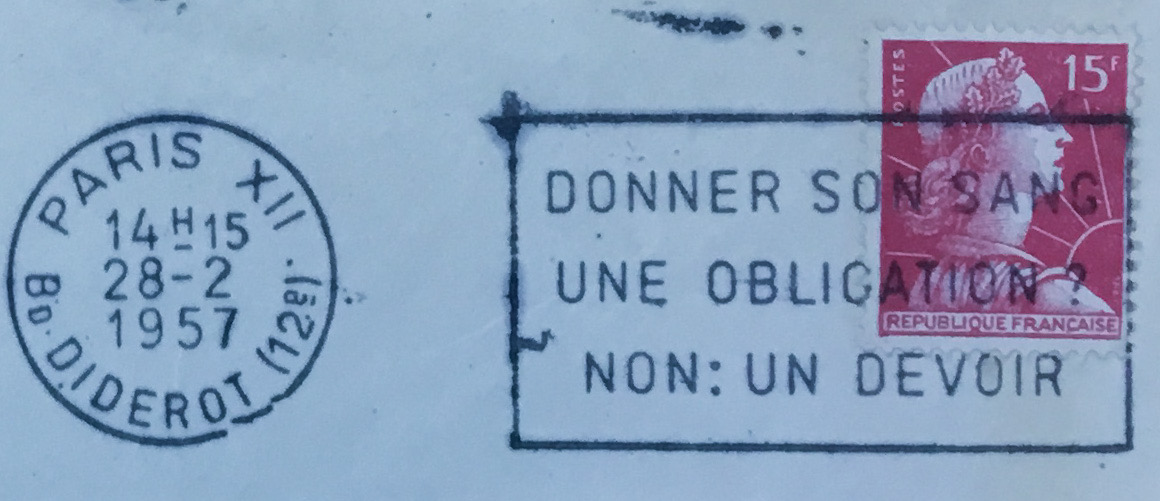 PARIS XII
14H15
28-2
1957
BD. DIDEROT (12È)
DONNER SON SANG
UNE OBLIGATION ?
NON: UN DEVOIR
POSTES
15F
REPUBLIQUE FRANÇAISE